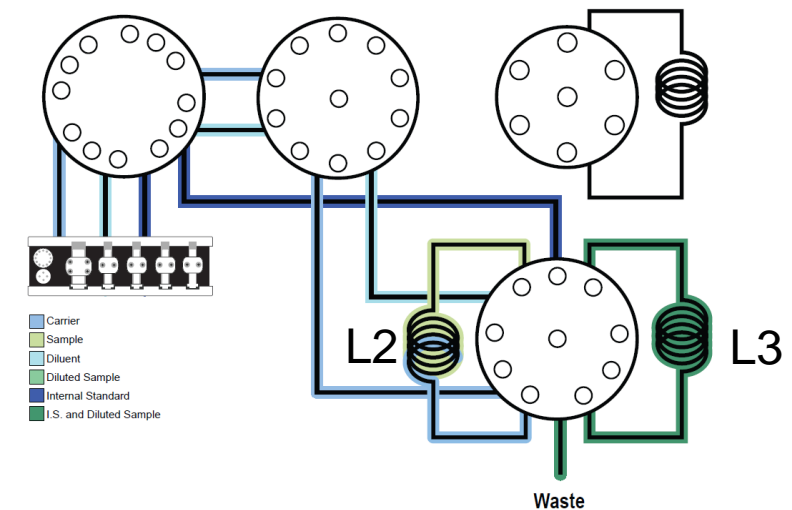 L2
L3
Carrier
Sample
Diluent
Diluted Sample
Internal Standard
I.S. and Diluted Sample
Waste